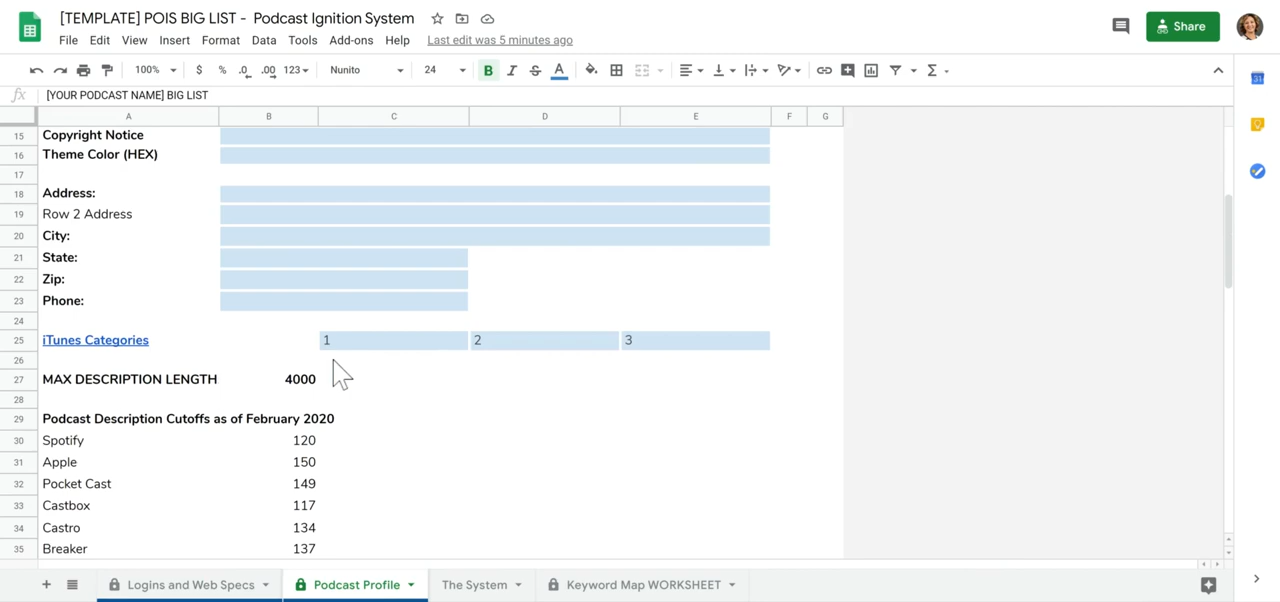 [TEMPLATE] POIS BIG LIST - Podcast Ignition System
File Edit View Insert Format Data Tools Add-ons Help Last edit was 5 minutes ago
Share
100% $ % .0 .00 123 Nunito 24 B I S A Σ
fx [YOUR PODCAST NAME] BIG LIST
A B C D E F G
15 Copyright Notice
16 Theme Color (HEX)
17
18 Address:
19 Row 2 Address
20 City:
21 State:
22 Zip:
23 Phone:
24
25 iTunes Categories 1 2 3
26
27 MAX DESCRIPTION LENGTH 4000
28
29 Podcast Description Cutoffs as of February 2020
30 Spotify 120
31 Apple 150
32 Pocket Cast 149
33 Castbox 117
34 Castro 134
35 Breaker 137
+ Logins and Web Specs Podcast Profile The System Keyword Map WORKSHEET
31